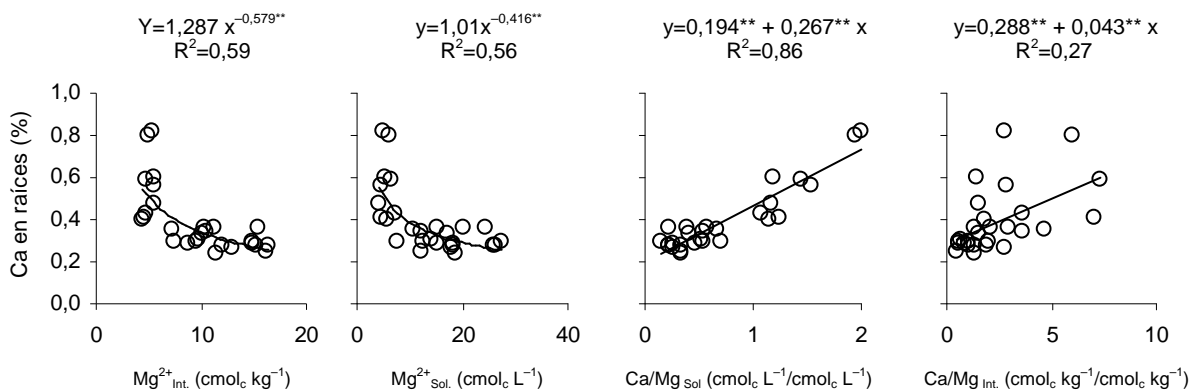 Y=1,287 x⁻⁰,⁵⁷⁹**
R²=0,59
y=1,01x⁻⁰,⁴¹⁶**
R²=0,56
y=0,194** + 0,267** x
R²=0,86
y=0,288** + 0,043** x
R²=0,27
Ca en raíces (%)
1,0
0,8
0,6
0,4
0,2
0,0
0 10 20
0 20 40
0 1 2
0 5 10
Mg²⁺Int. (cmolc kg⁻¹)
Mg²⁺Sol. (cmolc L⁻¹)
Ca/Mg Sol (cmolc L⁻¹/cmolc L⁻¹)
Ca/Mg Int. (cmolc kg⁻¹/cmolc kg⁻¹)